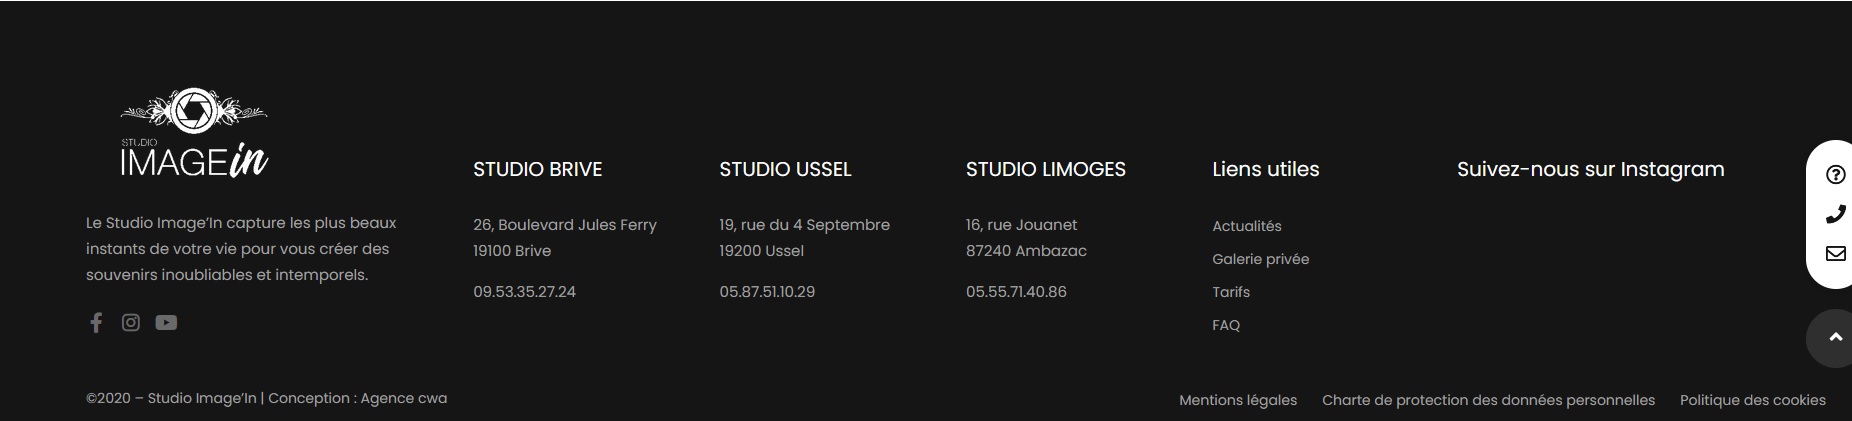 STUDIO
IMAGEin
Le Studio Image’In capture les plus beaux
instants de votre vie pour vous créer des
souvenirs inoubliables et intemporels.
STUDIO BRIVE
26, Boulevard Jules Ferry
19100 Brive
09.53.35.27.24
STUDIO USSEL
19, rue du 4 Septembre
19200 Ussel
05.87.51.10.29
STUDIO LIMOGES
16, rue Jouanet
87240 Ambazac
05.55.71.40.86
Liens utiles
Actualités
Galerie privée
Tarifs
FAQ
Suivez-nous sur Instagram
©2020 – Studio Image’In | Conception : Agence cwa
Mentions légales
Charte de protection des données personnelles
Politique des cookies